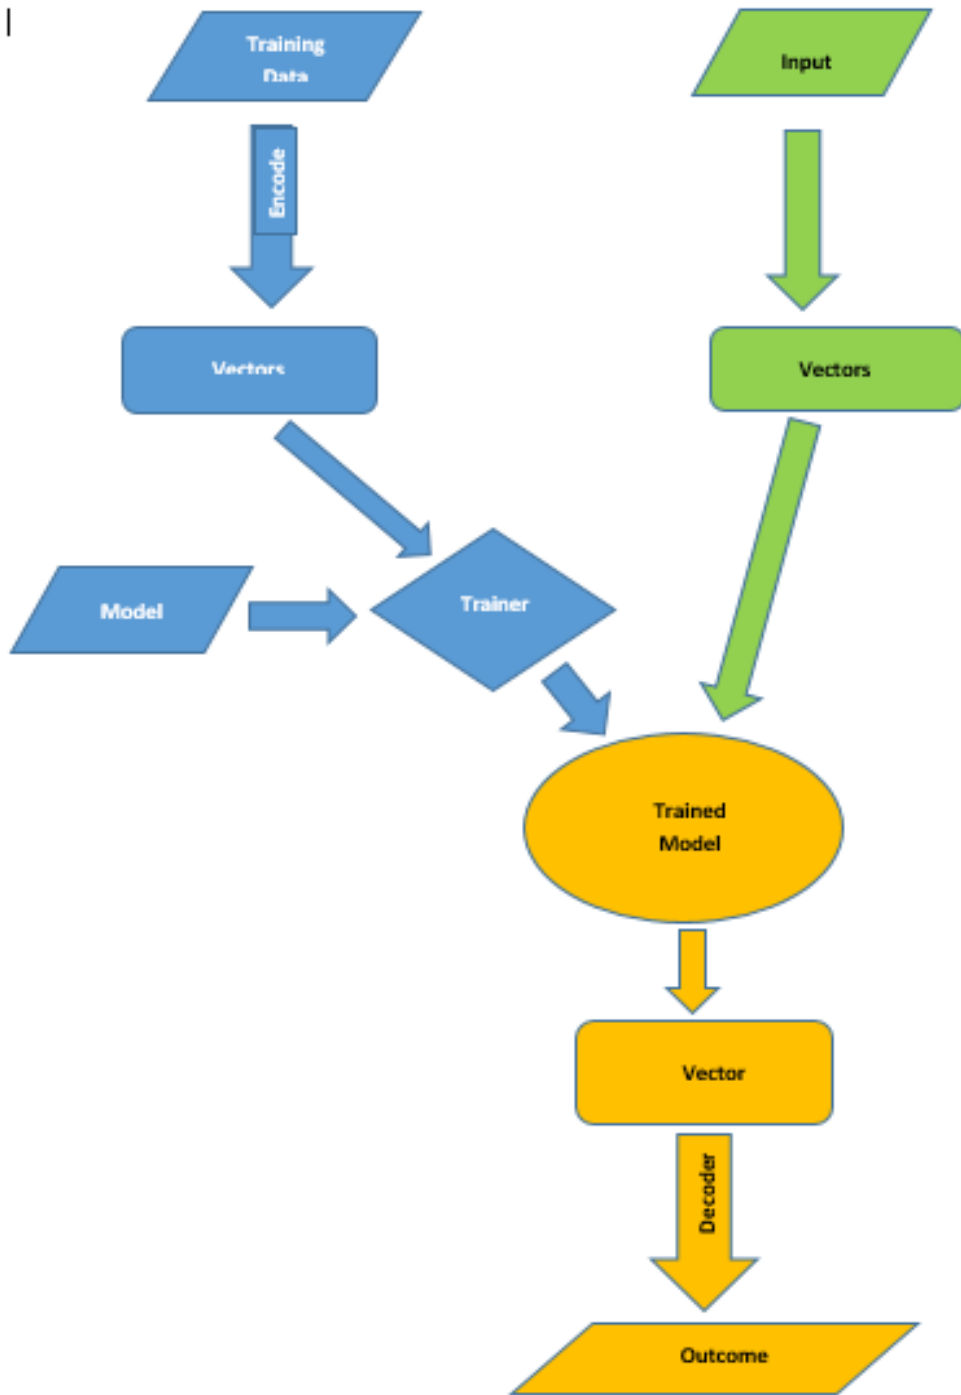 Training
Data
Input
Encode
Vectors
Vectors
Model
Trainer
Trained
Model
Vector
Decoder
Outcome